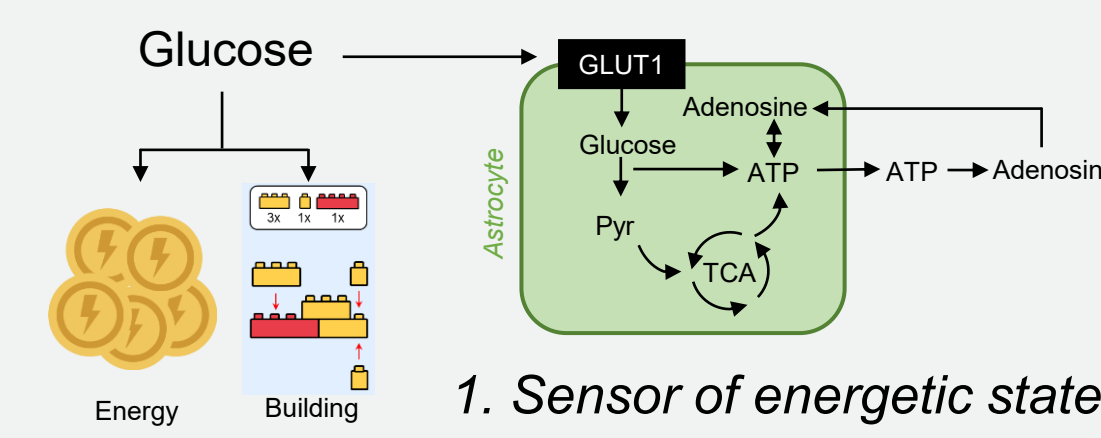 Glucose
GLUT1
Adenosine
Glucose
ATP
ATP
Adenosin
Astrocyte
Pyr
TCA
3x 1x 1x
Energy
Building
1. Sensor of energetic state